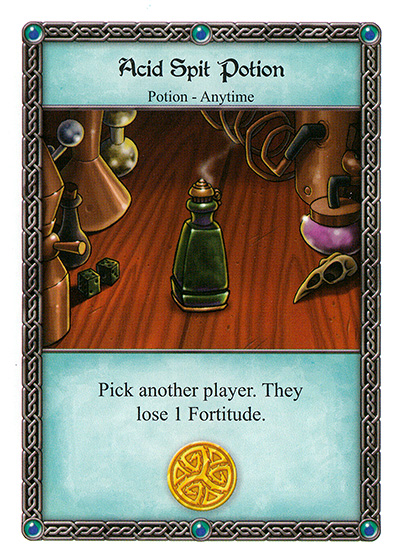 Acid Spit Potion
Potion - Anytime
Pick another player. They
lose 1 Fortitude.